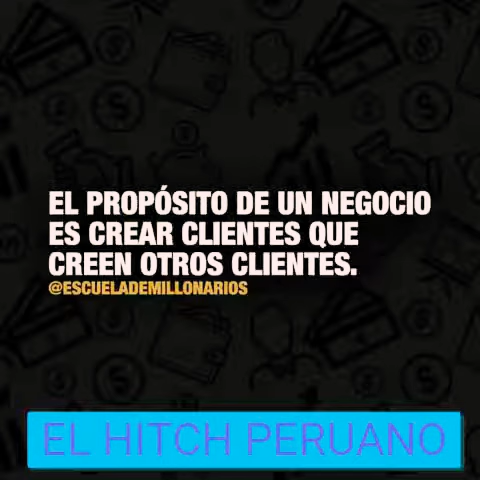 EL PROPÓSITO DE UN NEGOCIO
ES CREAR CLIENTES QUE
CREEN OTROS CLIENTES.
@ESCUELADEMILLONARIOS
EL HITCH PERUANO